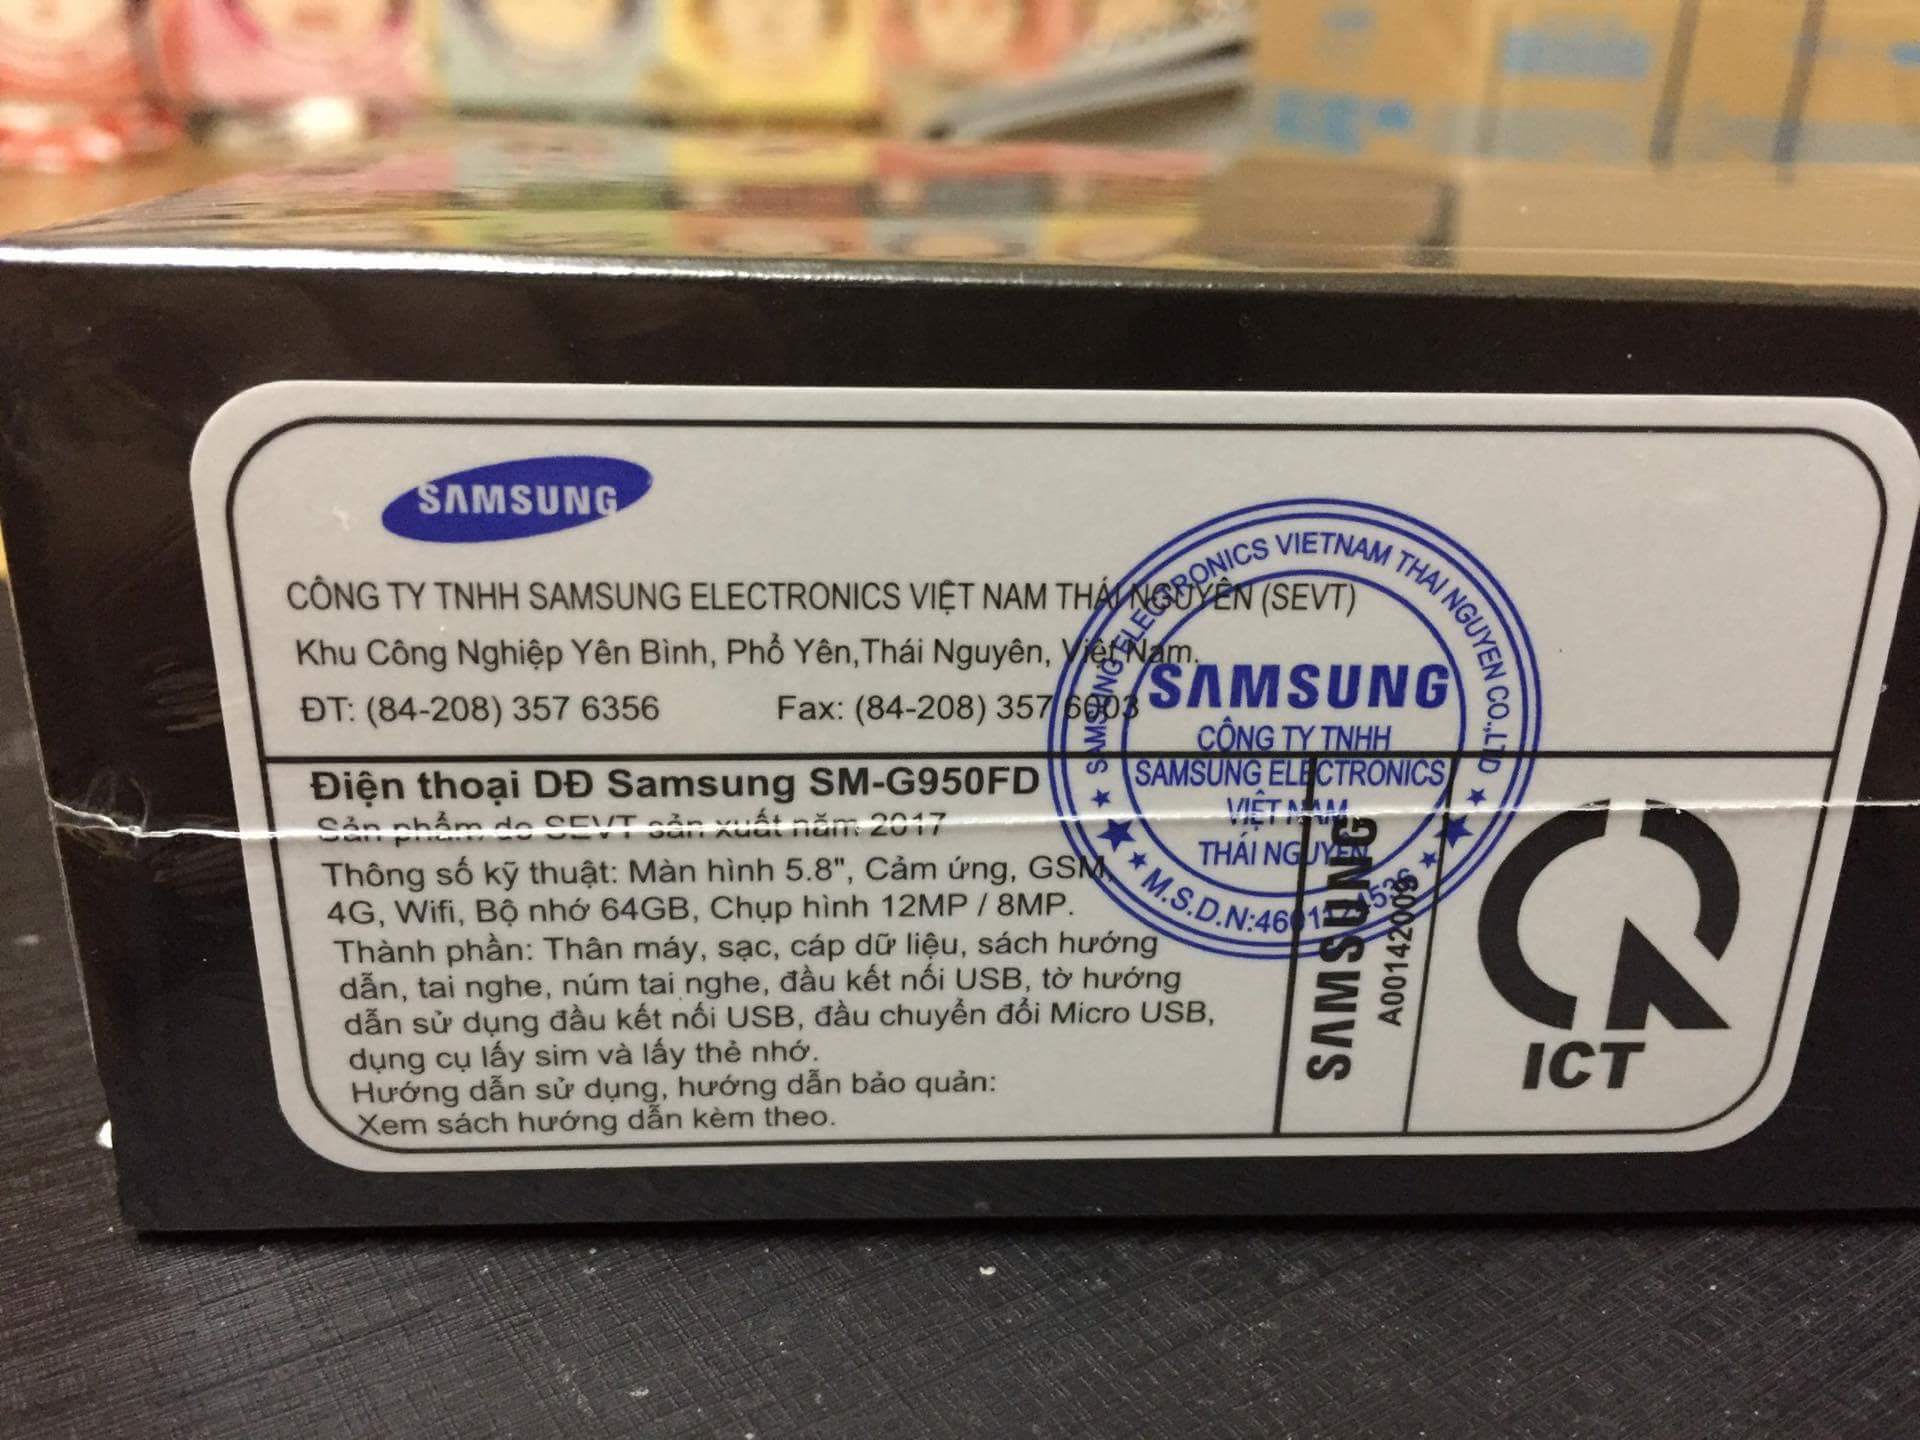 SAMSUNG
CÔNG TY TNHH SAMSUNG ELECTRONICS VIỆT NAM THÁI NGUYÊN (SEVT)
Khu Công Nghiệp Yên Bình, Phổ Yên,Thái Nguyên, Việt Nam.
ĐT: (84-208) 357 6356 Fax: (84-208) 357 6003
Điện thoại DĐ Samsung SM-G950FD
Sản phẩm do SEVT sản xuất năm 2017
Thông số kỹ thuật: Màn hình 5.8", Cảm ứng, GSM,
4G, Wifi, Bộ nhớ 64GB, Chụp hình 12MP / 8MP.
Thành phần: Thân máy, sạc, cáp dữ liệu, sách hướng
dẫn, tai nghe, núm tai nghe, đầu kết nối USB, tờ hướng
dẫn sử dụng đầu kết nối USB, đầu chuyển đổi Micro USB,
dụng cụ lấy sim và lấy thẻ nhớ.
Hướng dẫn sử dụng, hướng dẫn bảo quản:
Xem sách hướng dẫn kèm theo.
SAMSUNG ELECTRONICS VIETNAM THAI NGUYEN CO.,LTD
SAMSUNG
CÔNG TY TNHH
SAMSUNG ELECTRONICS
VIỆT NAM
THÁI NGUYÊN
M.S.D.N:
SAMSUNG
A001142009
ICT